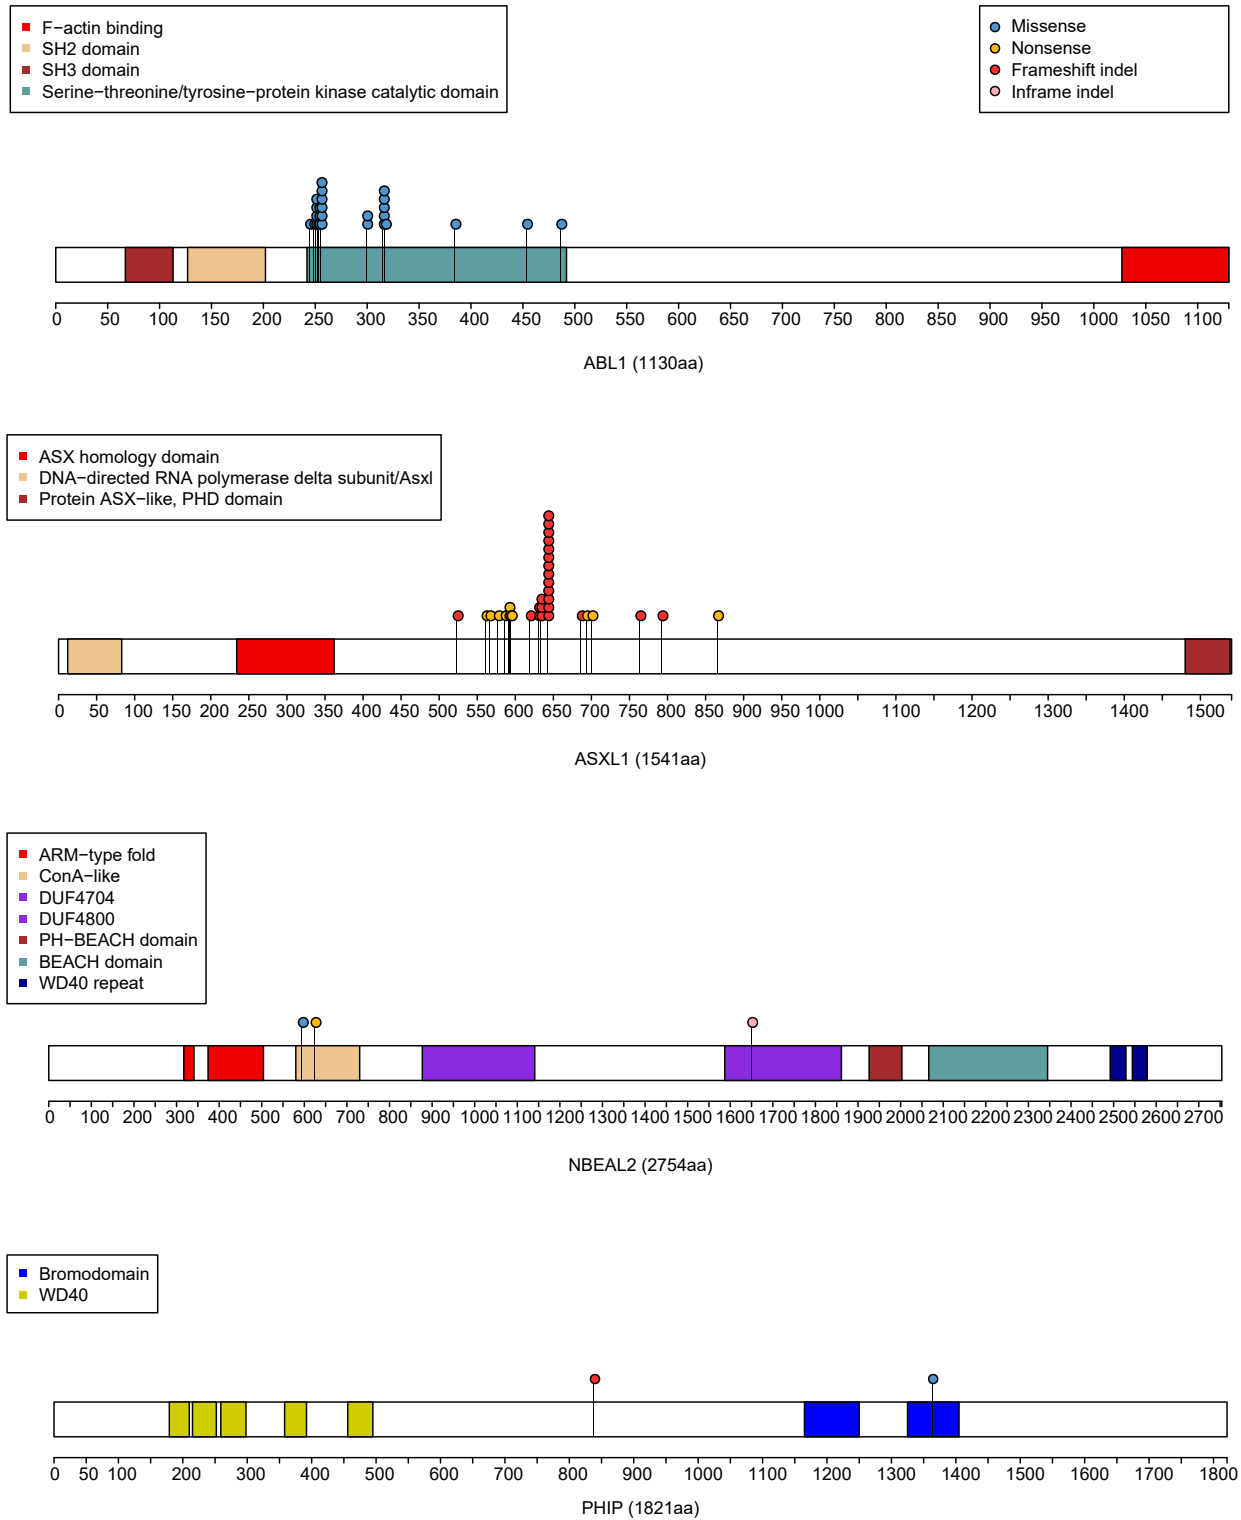 F−actin binding
SH2 domain
SH3 domain
Serine−threonine/tyrosine−protein kinase catalytic domain
Missense
Nonsense
Frameshift indel
Inframe indel
0 50 100 150 200 250 300 350 400 450 500 550 600 650 700 750 800 850 900 950 1000 1050 1100
ABL1 (1130aa)
ASX homology domain
DNA−directed RNA polymerase delta subunit/Asxl
Protein ASX−like, PHD domain
0 50 100 150 200 250 300 350 400 450 500 550 600 650 700 750 800 850 900 950 1000 1100 1200 1300 1400 1500
ASXL1 (1541aa)
ARM−type fold
ConA−like
DUF4704
DUF4800
PH−BEACH domain
BEACH domain
WD40 repeat
0 100 200 300 400 500 600 700 800 900 1000 1100 1200 1300 1400 1500 1600 1700 1800 1900 2000 2100 2200 2300 2400 2500 2600 2700
NBEAL2 (2754aa)
Bromodomain
WD40
0 50 100 200 300 400 500 600 700 800 900 1000 1100 1200 1300 1400 1500 1600 1700 1800
PHIP (1821aa)